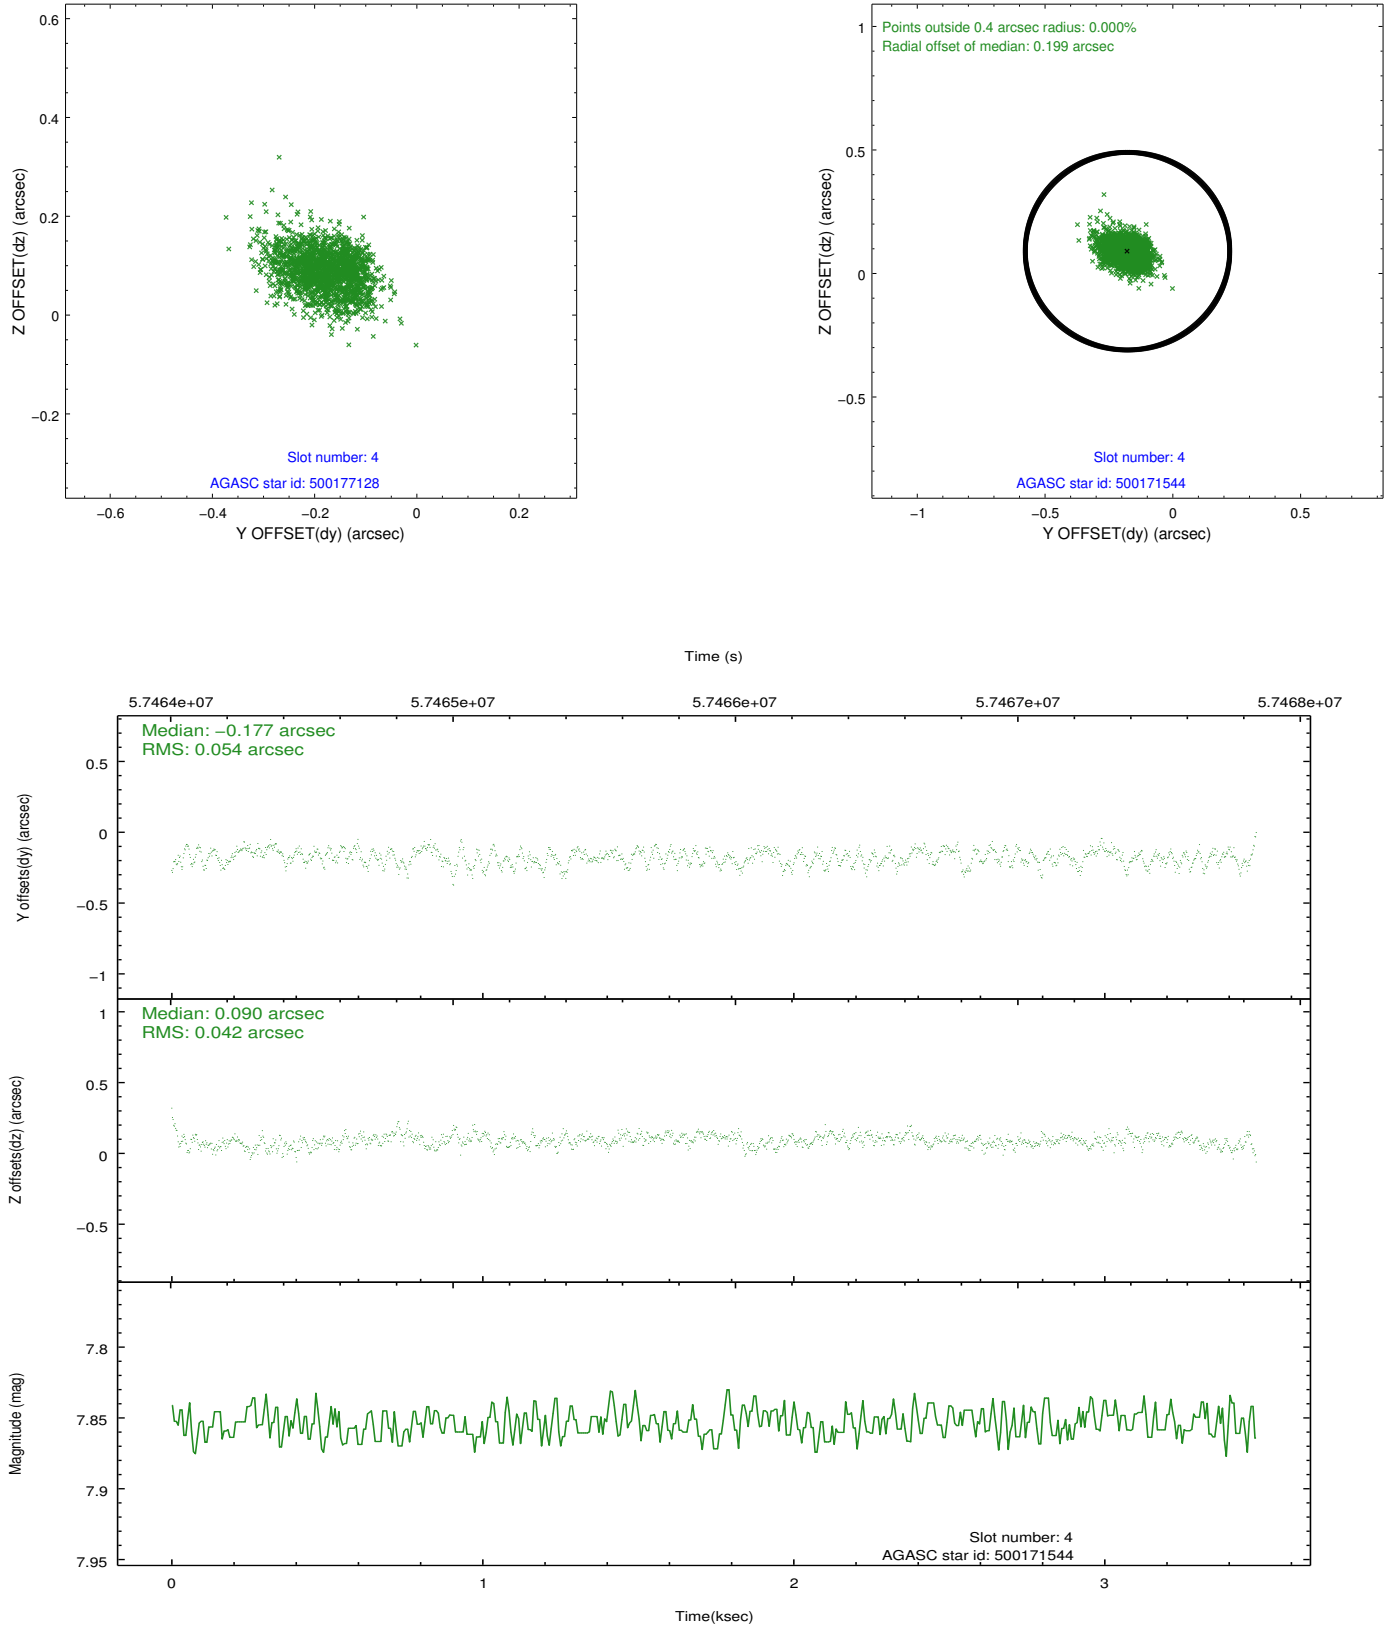 0.6
0.4
0.2
0
−0.2
Z OFFSET(dz) (arcsec)
Slot number: 4
AGASC star id: 500177128
−0.6
−0.4
−0.2
0
0.2
Y OFFSET(dy) (arcsec)
Points outside 0.4 arcsec radius: 0.000%
Radial offset of median: 0.199 arcsec
1
0.5
0
−0.5
Z OFFSET(dz) (arcsec)
Slot number: 4
AGASC star id: 500171544
−1
−0.5
0
0.5
Y OFFSET(dy) (arcsec)
Time (s)
5.7464e+07
5.7465e+07
5.7466e+07
5.7467e+07
5.7468e+07
Median: −0.177 arcsec
RMS: 0.054 arcsec
0.5
0
−0.5
−1
Y offsets(dy) (arcsec)
Median: 0.090 arcsec
RMS: 0.042 arcsec
1
0.5
0
−0.5
Z offsets(dz) (arcsec)
7.8
7.85
7.9
7.95
Magnitude (mag)
Slot number: 4
AGASC star id: 500171544
0
1
2
3
Time(ksec)